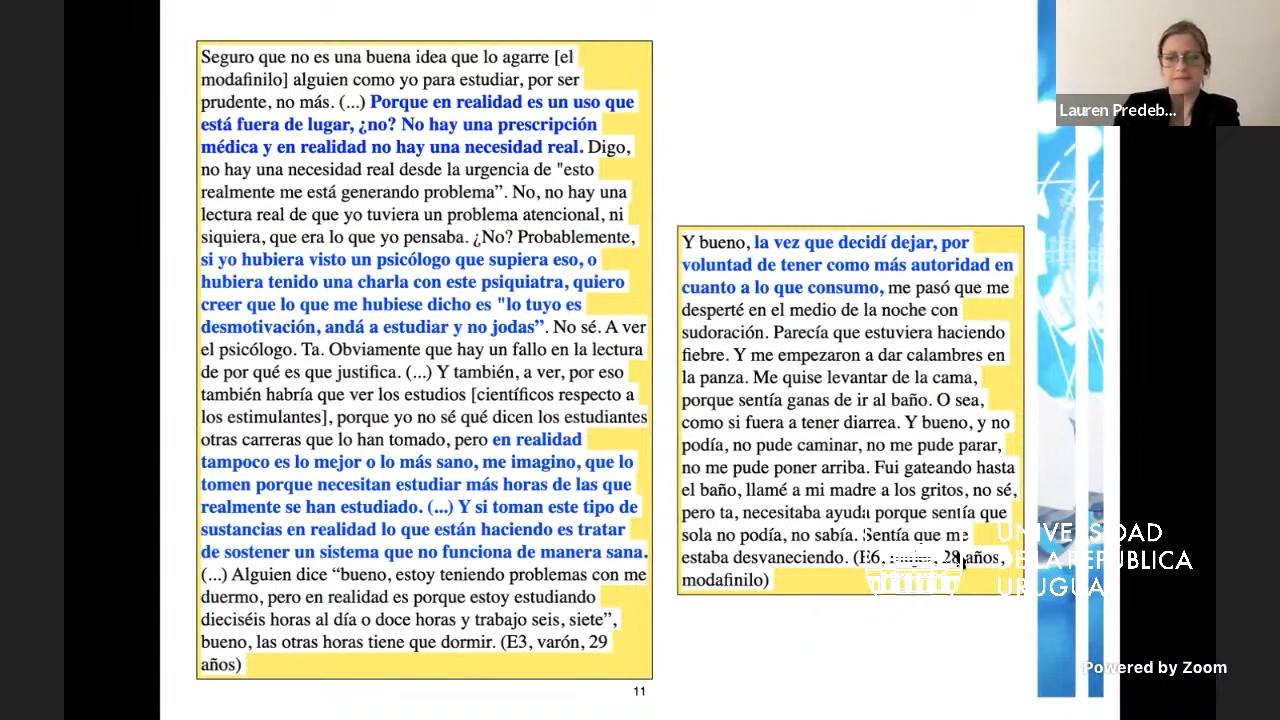 Seguro que no es una buena idea que lo agarre [el
modafinilo] alguien como yo para estudiar, por ser
prudente, no más. (...) Porque en realidad es un uso que
está fuera de lugar, ¿no? No hay una prescripción
médica y en realidad no hay una necesidad real. Digo,
no hay una necesidad real desde la urgencia de "esto
realmente me está generando problema”. No, no hay una
lectura real de que yo tuviera un problema atencional, ni
siquiera, que era lo que yo pensaba. ¿No? Probablemente,
si yo hubiera visto un psicólogo que supiera eso, o
hubiera tenido una charla con este psiquiatra, quiero
creer que lo que me hubiese dicho es "lo tuyo es
desmotivación, andá a estudiar y no jodas”. No sé. A ver
el psicólogo. Ta. Obviamente que hay un fallo en la lectura
de por qué es que justifica. (...) Y también, a ver, por eso
también habría que ver los estudios [científicos respecto a
los estimulantes], porque yo no sé qué dicen los estudiantes
otras carreras que lo han tomado, pero en realidad
tampoco es lo mejor o lo más sano, me imagino, que lo
tomen porque necesitan estudiar más horas de las que
realmente se han estudiado. (...) Y si toman este tipo de
sustancias en realidad lo que están haciendo es tratar
de sostener un sistema que no funciona de manera sana.
(...) Alguien dice “bueno, estoy teniendo problemas con me
duermo, pero en realidad es porque estoy estudiando
dieciséis horas al día o doce horas y trabajo seis, siete”,
bueno, las otras horas tiene que dormir. (E3, varón, 29
años)
11
Y bueno, la vez que decidí dejar, por
voluntad de tener como más autoridad en
cuanto a lo que consumo, me pasó que me
desperté en el medio de la noche con
sudoración. Parecía que estuviera haciendo
fiebre. Y me empezaron a dar calambres en
la panza. Me quise levantar de la cama,
porque sentía ganas de ir al baño. O sea,
como si fuera a tener diarrea. Y bueno, y no
podía, no pude caminar, no me pude parar,
no me pude poner arriba. Fui gateando hasta
el baño, llamé a mi madre a los gritos, no sé,
pero ta, necesitaba ayuda porque sentía que
sola no podía, no sabía. Sentía que me
estaba desvaneciendo. (E6, 28 años,
modafinilo)
Lauren Predeb...
UNIVERSIDAD
DE LA REPÚBLICA
URUGUAY
Powered by Zoom